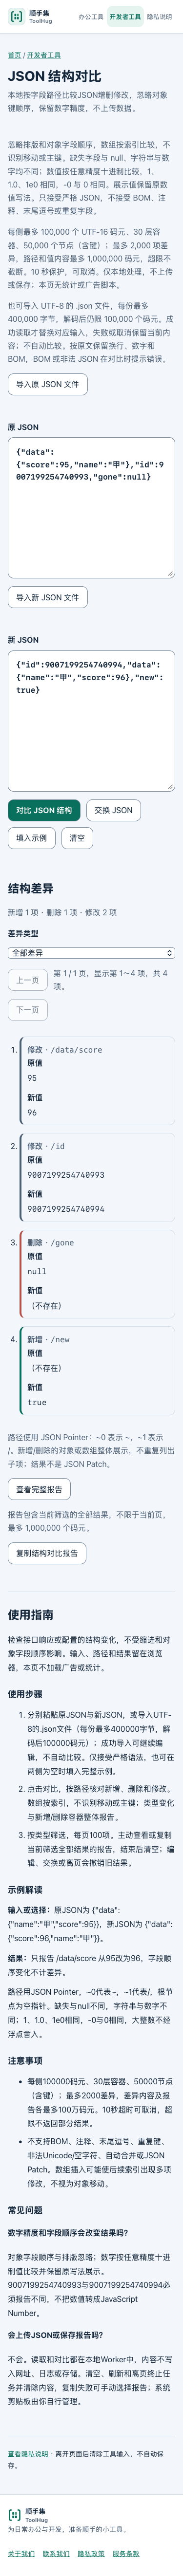 顺手集
ToolHug
办公工具
开发者工具
隐私说明
首页 / 开发者工具
JSON 结构对比
本地按字段路径比较JSON增删修改，忽略对象键顺序，保留数字精度，不上传数据。
忽略排版和对象字段顺序，数组按索引比较，不
识别移动或主键。缺失字段与 null、字符串与数
字均不同；数值按任意精度十进制比较，1、
1.0、1e0 相同，-0 与 0 相同。展示值保留原数
值写法。只接受严格 JSON，不接受 BOM、注
释、末尾逗号或重复字段。
每侧最多 100,000 个 UTF-16 码元、30 层容
器、50,000 个节点（含键）；最多 2,000 项差
异，路径和值内容最多 1,000,000 码元，超限不
截断。10 秒保护，可取消。仅本地处理，不上传
或保存；本页无统计或广告脚本。
也可导入 UTF-8 的 .json 文件，每份最多
400,000 字节，解码后仍限 100,000 个码元。成
功读取才替换对应输入，失败或取消保留当前内
容；不自动比较。按原文保留换行、数字和
BOM，BOM 或非法 JSON 在对比时提示错误。
导入原 JSON 文件
原 JSON
{"data":
{"score":95,"name":"甲"},"id":9
007199254740993,"gone":null}
导入新 JSON 文件
新 JSON
{"id":9007199254740994,"data":
{"name":"甲","score":96},"new":
true}
对比 JSON 结构
交换 JSON
填入示例
清空
结构差异
新增 1 项 · 删除 1 项 · 修改 2 项
差异类型
全部差异
上一页
第 1 / 1 页，显示第 1～4 项，共 4
项。
下一页
1. 修改 · /data/score
原值
95
新值
96
2. 修改 · /id
原值
9007199254740993
新值
9007199254740994
3. 删除 · /gone
原值
null
新值
（不存在）
4. 新增 · /new
原值
（不存在）
新值
true
路径使用 JSON Pointer：~0 表示 ~，~1 表示
/。新增/删除的对象或数组整体展示，不重复列出
子项；结果不是 JSON Patch。
查看完整报告
报告包含当前筛选的全部结果，不限于当前页，
最多 1,000,000 个码元。
复制结构对比报告
使用指南
检查接口响应或配置的结构变化，不受缩进和对
象字段顺序影响。输入、路径和结果留在浏览
器，本页不加载广告或统计。
使用步骤
1. 分别粘贴原JSON与新JSON，或导入UTF-
8的.json文件（每份最多400000字节，解
码后100000码元）；成功导入可继续编
辑，不自动比较。仅接受严格语法，也可在
两侧为空时填入完整示例。
2. 点击对比，按路径核对新增、删除和修改。
数组按索引，不识别移动或主键；类型变化
与新增/删除容器整体报告。
3. 按类型筛选，每页100项。主动查看或复制
当前筛选全部结果的报告，结果后清空；编
辑、交换或离页会撤销旧结果。
示例解读
输入或选择：原JSON为 {"data":
{"name":"甲","score":95}}，新JSON为 {"data":
{"score":96,"name":"甲"}}。
结果：只报告 /data/score 从95改为96，字段顺
序变化不计差异。
路径用JSON Pointer，~0代表~，~1代表/，根节
点为空指针。缺失与null不同，字符串与数字不
同；1、1.0、1e0相同，-0与0相同，大整数不经
浮点舍入。
注意事项
• 每侧100000码元、30层容器、50000节点
（含键）；最多2000差异，差异内容及报
告各最多100万码元。10秒超时可取消，超
限不返回部分结果。
• 不支持BOM、注释、末尾逗号、重复键、
非法Unicode/空字符、自动合并或JSON
Patch。数组插入可能使后续索引出现多项
修改，不视为对象移动。
常见问题
数字精度和字段顺序会改变结果吗？
对象字段顺序与排版忽略；数字按任意精度十进
制值比较并保留原写法展示。
9007199254740993与9007199254740994必
须报告不同，不把数值转成JavaScript
Number。
会上传JSON或保存报告吗？
不会。读取和对比都在本地Worker中，内容不写
入网址、日志或存储。清空、刷新和离页终止任
务并清除内容，复制失败可手动选择报告；系统
剪贴板由你自行管理。
查看隐私说明 · 离开页面后清除工具输入，不自动保
存。
顺手集
ToolHug
为日常办公与开发，准备顺手的小工具。
关于我们
联系我们
隐私政策
服务条款